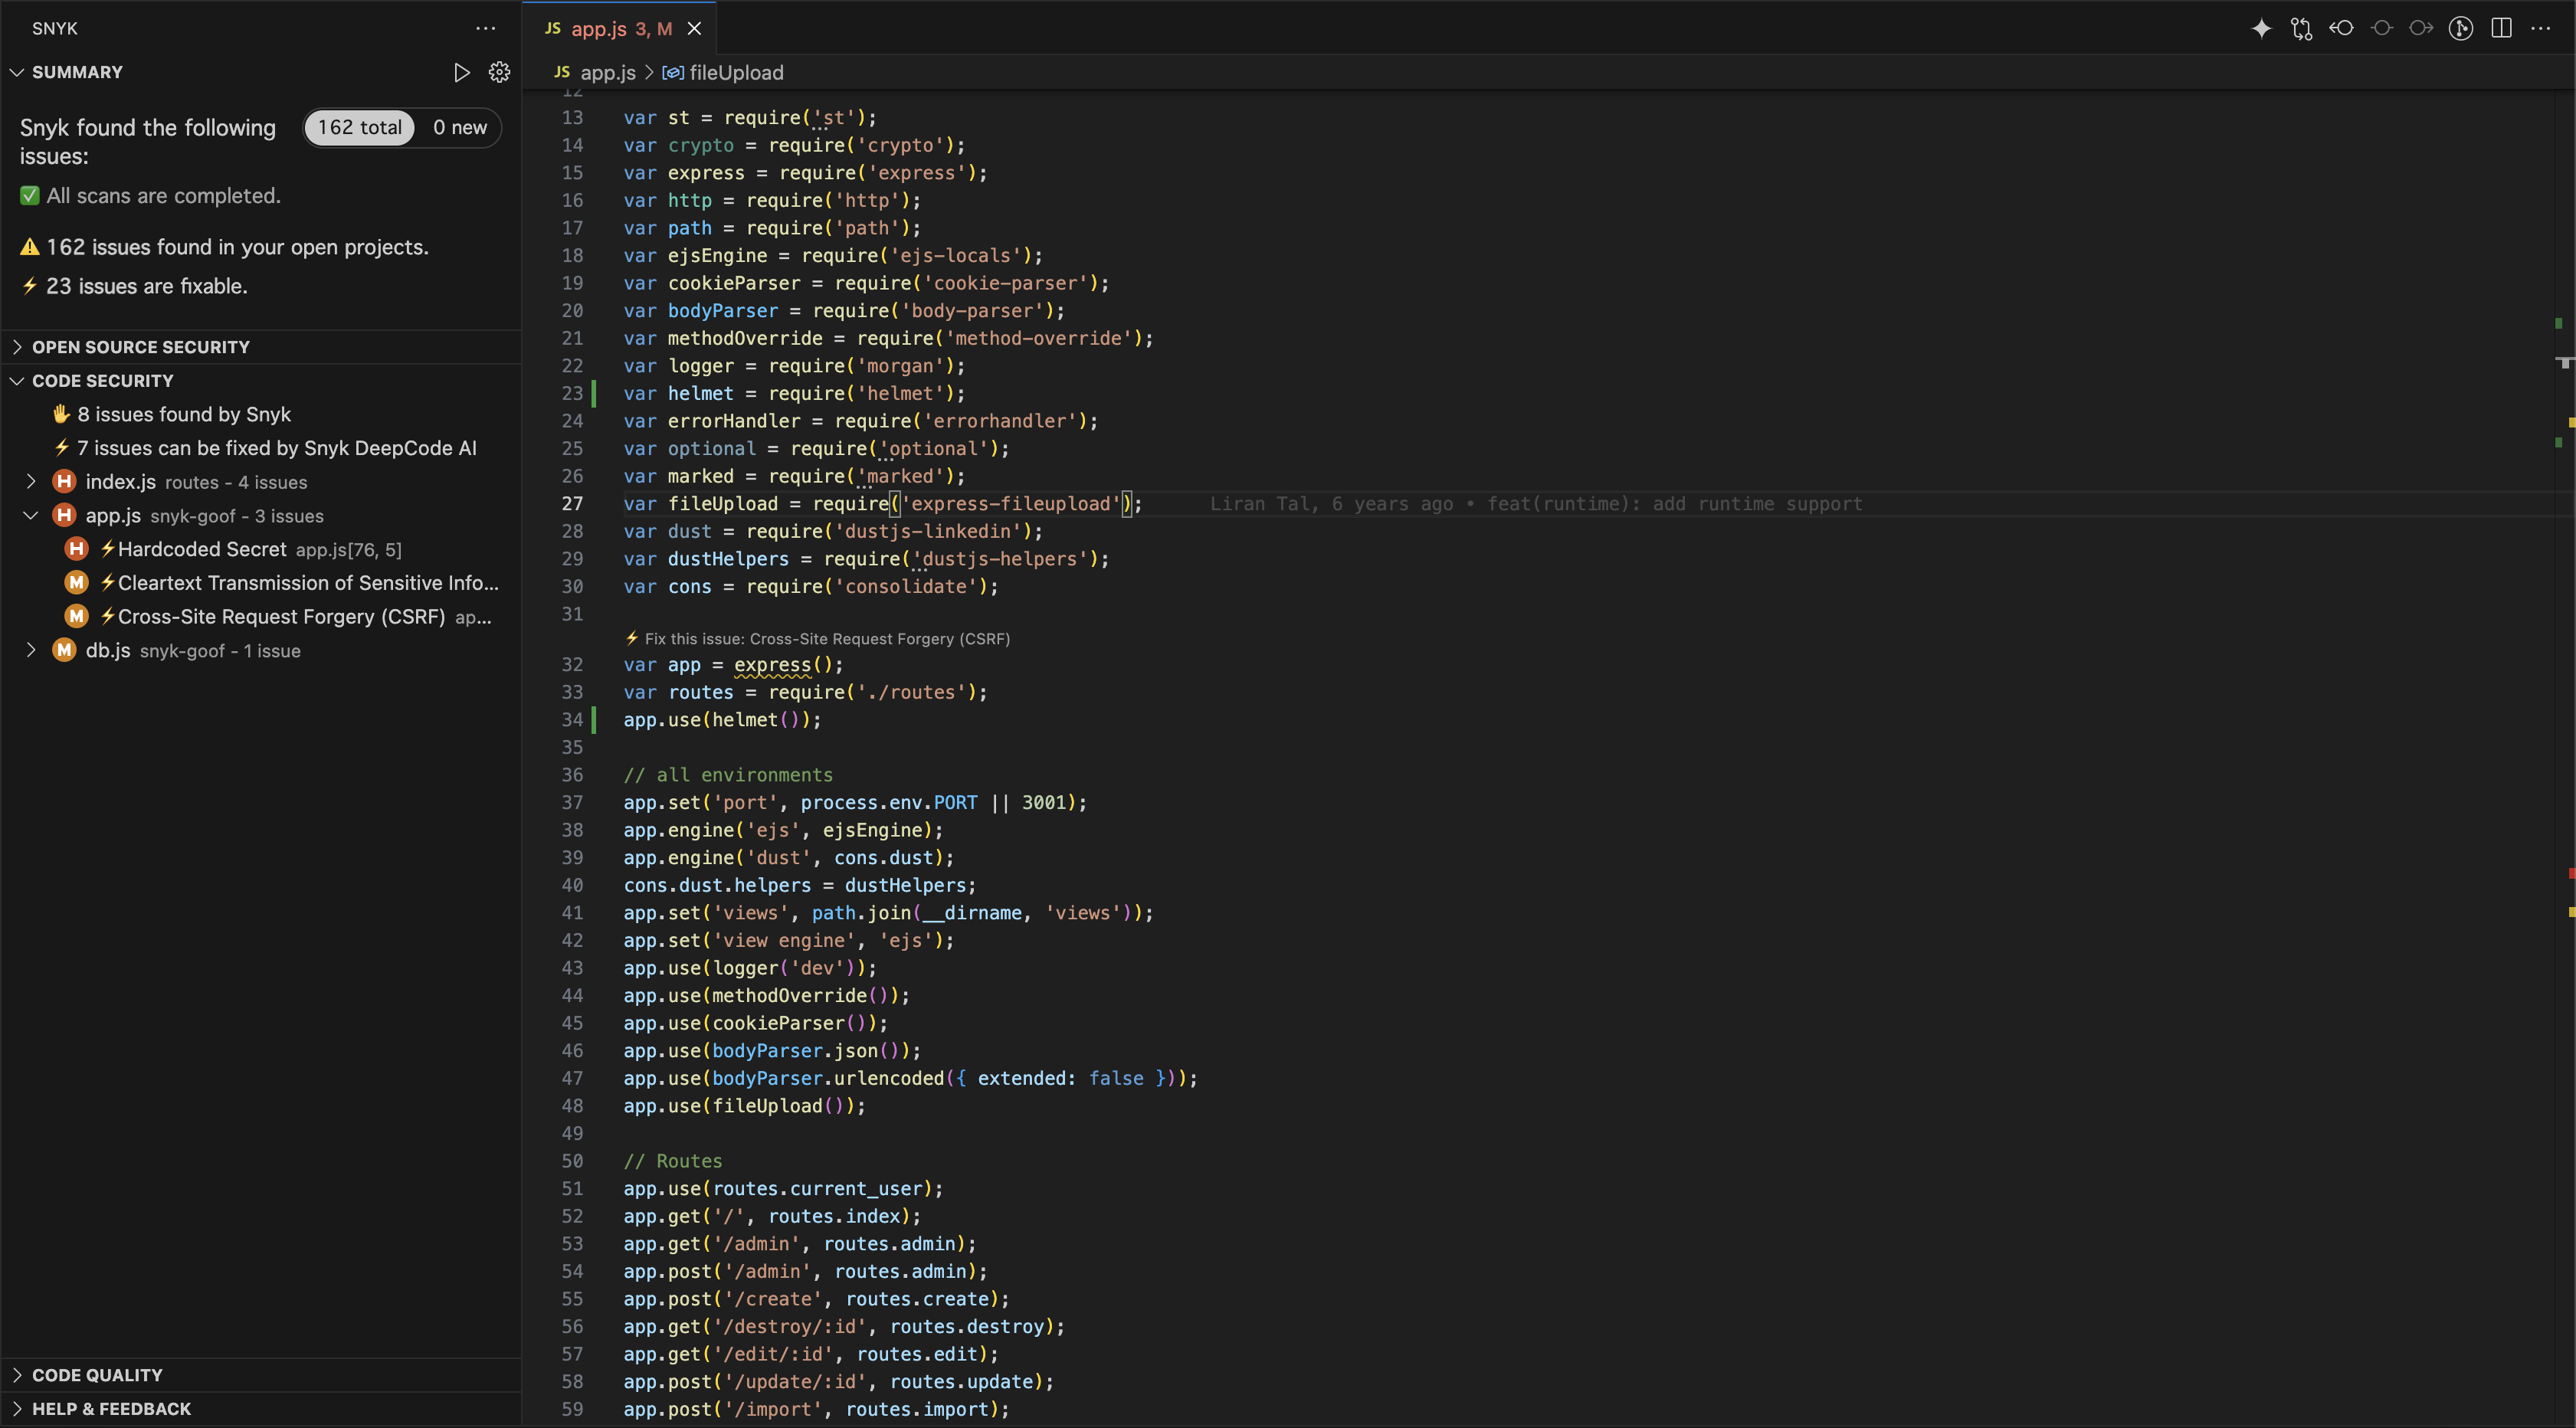 SNYK
SUMMARY
Snyk found the following issues:
162 total
0 new
✅ All scans are completed.
⚠️ 162 issues found in your open projects.
⚡ 23 issues are fixable.
OPEN SOURCE SECURITY
CODE SECURITY
✋ 8 issues found by Snyk
⚡ 7 issues can be fixed by Snyk DeepCode AI
H index.js routes - 4 issues
H app.js snyk-goof - 3 issues
H ⚡Hardcoded Secret app.js[76, 5]
M ⚡Cleartext Transmission of Sensitive Info...
M ⚡Cross-Site Request Forgery (CSRF) ap...
M db.js snyk-goof - 1 issue
CODE QUALITY
HELP & FEEDBACK
JS app.js 3, M
JS app.js > fileUpload
12
13 var st = require('st');
14 var crypto = require('crypto');
15 var express = require('express');
16 var http = require('http');
17 var path = require('path');
18 var ejsEngine = require('ejs-locals');
19 var cookieParser = require('cookie-parser');
20 var bodyParser = require('body-parser');
21 var methodOverride = require('method-override');
22 var logger = require('morgan');
23 var helmet = require('helmet');
24 var errorHandler = require('errorhandler');
25 var optional = require('optional');
26 var marked = require('marked');
27 var fileUpload = require('express-fileupload'); Liran Tal, 6 years ago • feat(runtime): add runtime support
28 var dust = require('dustjs-linkedin');
29 var dustHelpers = require('dustjs-helpers');
30 var cons = require('consolidate');
31
⚡ Fix this issue: Cross-Site Request Forgery (CSRF)
32 var app = express();
33 var routes = require('./routes');
34 app.use(helmet());
35
36 // all environments
37 app.set('port', process.env.PORT || 3001);
38 app.engine('ejs', ejsEngine);
39 app.engine('dust', cons.dust);
40 cons.dust.helpers = dustHelpers;
41 app.set('views', path.join(__dirname, 'views'));
42 app.set('view engine', 'ejs');
43 app.use(logger('dev'));
44 app.use(methodOverride());
45 app.use(cookieParser());
46 app.use(bodyParser.json());
47 app.use(bodyParser.urlencoded({ extended: false }));
48 app.use(fileUpload());
49
50 // Routes
51 app.use(routes.current_user);
52 app.get('/', routes.index);
53 app.get('/admin', routes.admin);
54 app.post('/admin', routes.admin);
55 app.post('/create', routes.create);
56 app.get('/destroy/:id', routes.destroy);
57 app.get('/edit/:id', routes.edit);
58 app.post('/update/:id', routes.update);
59 app.post('/import', routes.import);